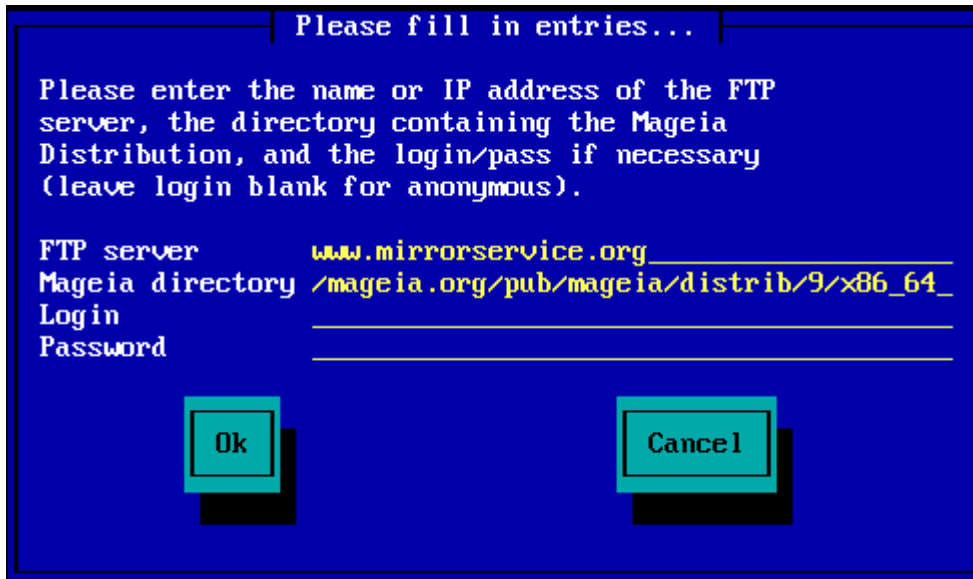 Please fill in entries...
Please enter the name or IP address of the FTP
server, the directory containing the Mageia
Distribution, and the login/pass if necessary
(leave login blank for anonymous).
FTP server www.mirrorservice.org
Mageia directory /mageia.org/pub/mageia/distrib/9/x86_64_
Login
Password
Ok Cancel